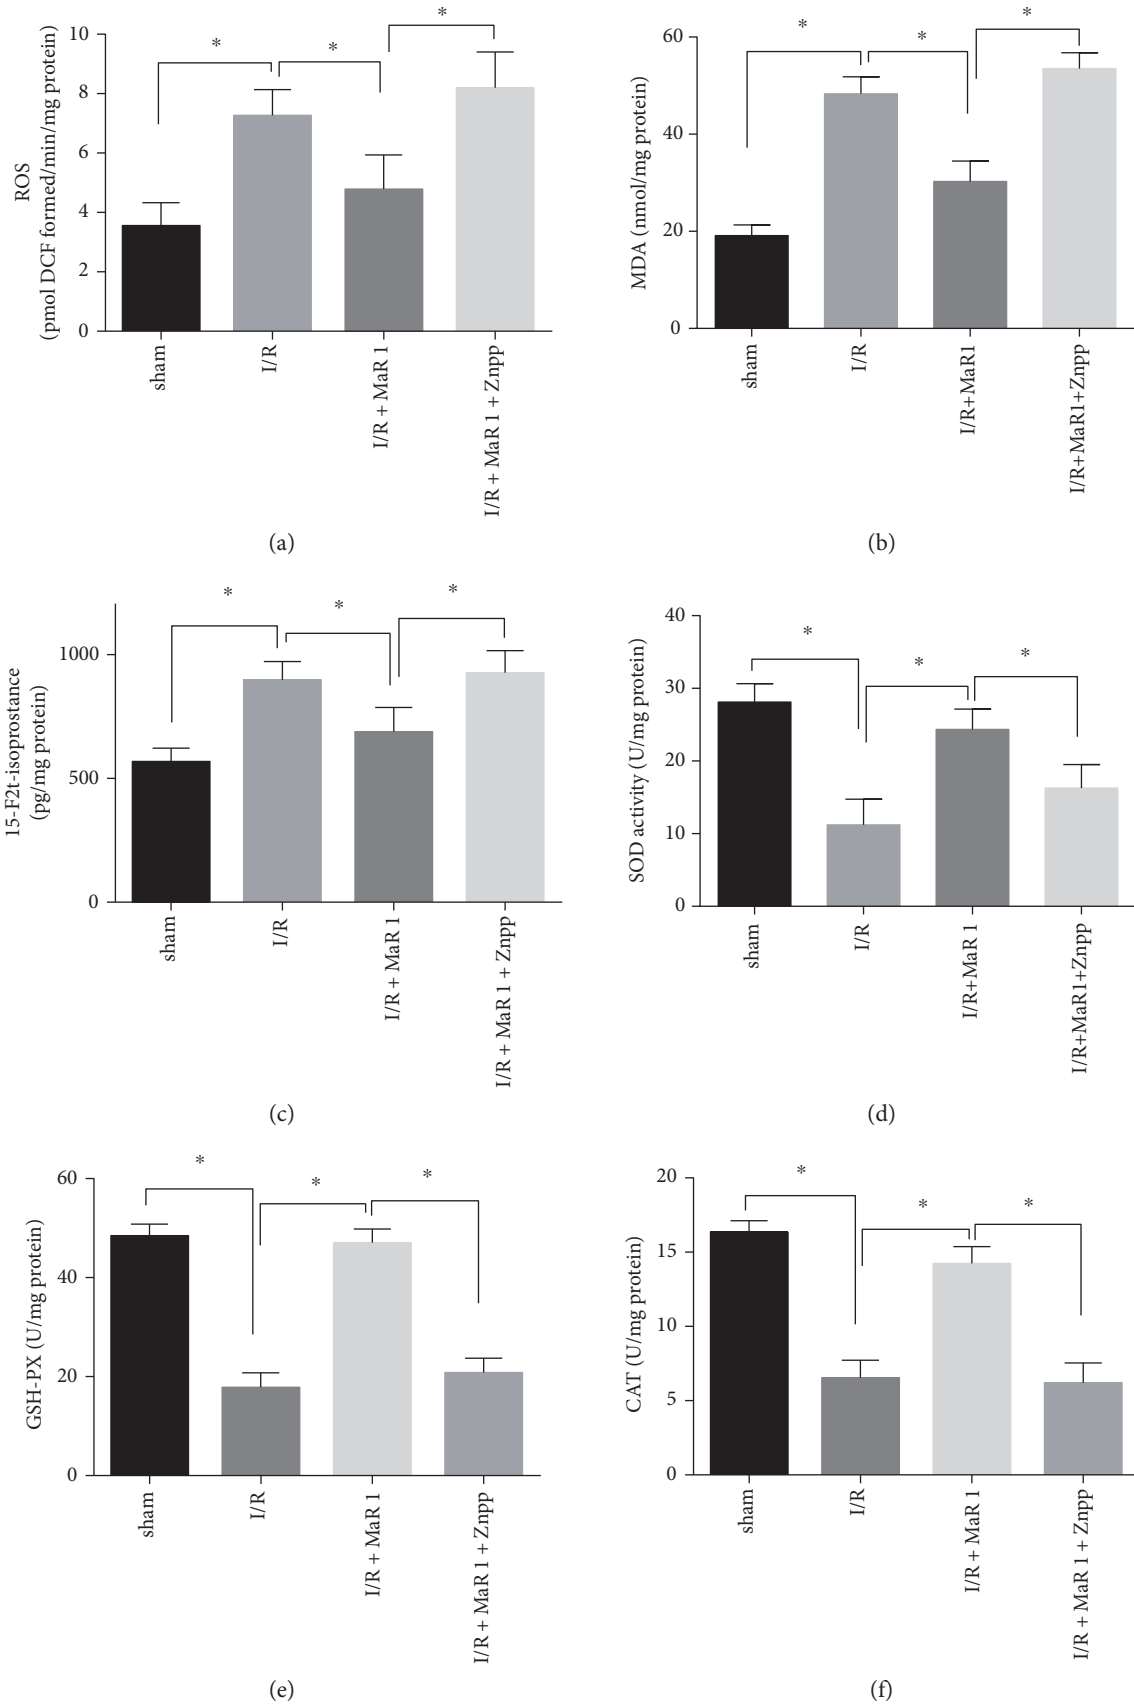 ROS
(pmol DCF formed/min/mg protein)
10
8
6
4
2
0
*
*
*
sham
I/R
I/R + MaR 1
I/R + MaR 1 + Znpp
(a)
MDA (nmol/mg protein)
60
40
20
0
*
*
*
sham
I/R
I/R+MaR1
I/R+MaR1+Znpp
(b)
15-F2t-isoprostance
(pg/mg protein)
1000
500
0
*
*
*
sham
I/R
I/R + MaR 1
I/R + MaR 1 + Znpp
(c)
SOD activity (U/mg protein)
40
30
20
10
0
*
*
*
sham
I/R
I/R+MaR 1
I/R+MaR1+Znpp
(d)
GSH-PX (U/mg protein)
60
40
20
0
*
*
*
sham
I/R
I/R + MaR 1
I/R + MaR 1 + Znpp
(e)
CAT (U/mg protein)
20
15
10
5
0
*
*
*
sham
I/R
I/R + MaR 1
I/R + MaR 1 + Znpp
(f)